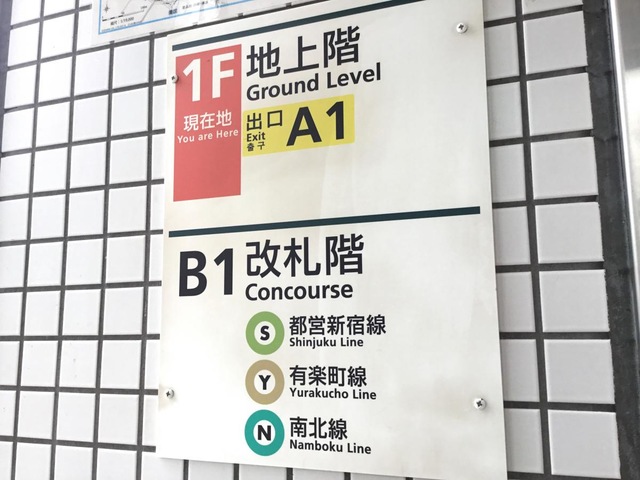 1F
現在地
You are Here
地上階
Ground Level
出口
Exit
출구
A1
B1
改札階
Concourse
S
都営新宿線
Shinjuku Line
Y
有楽町線
Yurakucho Line
N
南北線
Namboku Line